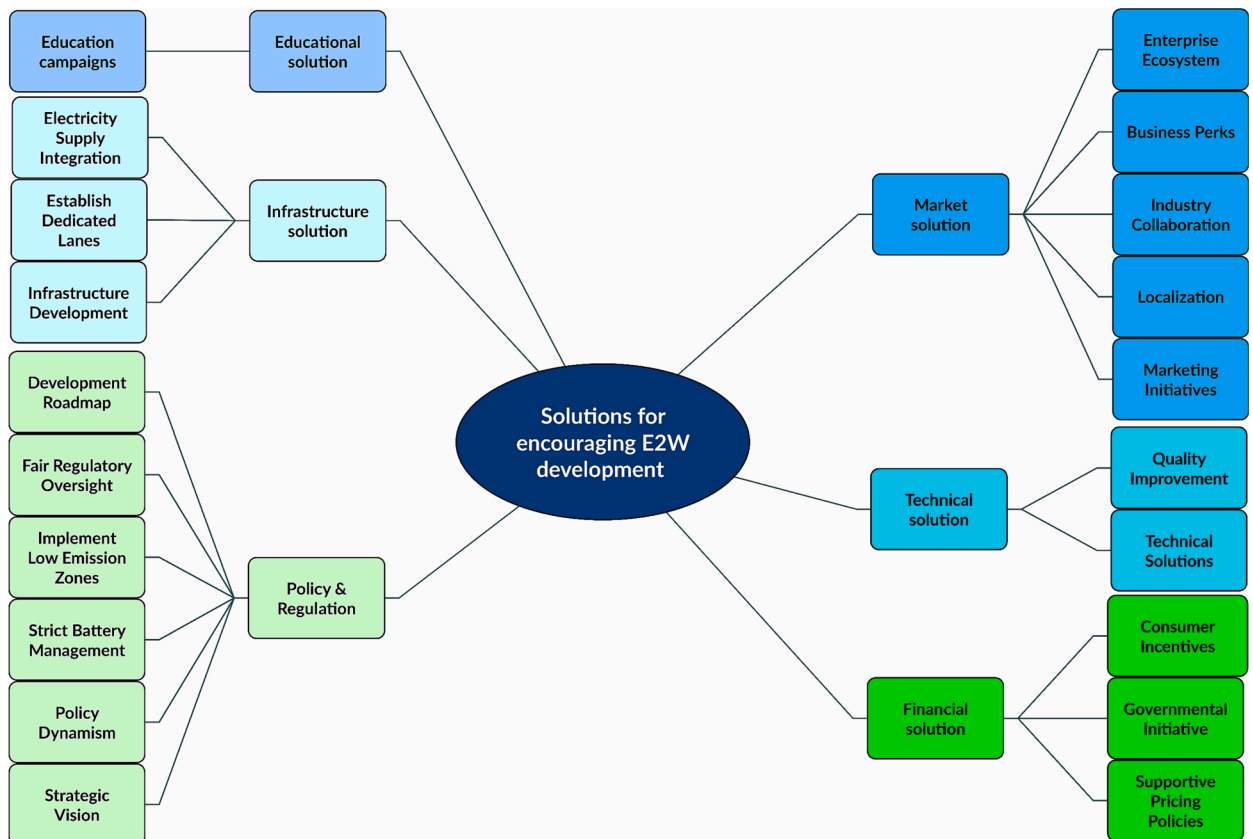 Education
campaigns
Educational
solution
Electricity
Supply
Integration
Establish
Dedicated
Lanes
Infrastructure
Development
Infrastructure
solution
Development
Roadmap
Fair Regulatory
Oversight
Implement
Low Emission
Zones
Strict Battery
Management
Policy
Dynamism
Strategic
Vision
Policy &
Regulation
Solutions for
encouraging E2W
development
Market
solution
Enterprise
Ecosystem
Business Perks
Industry
Collaboration
Localization
Marketing
Initiatives
Technical
solution
Quality
Improvement
Technical
Solutions
Financial
solution
Consumer
Incentives
Governmental
Initiative
Supportive
Pricing
Policies